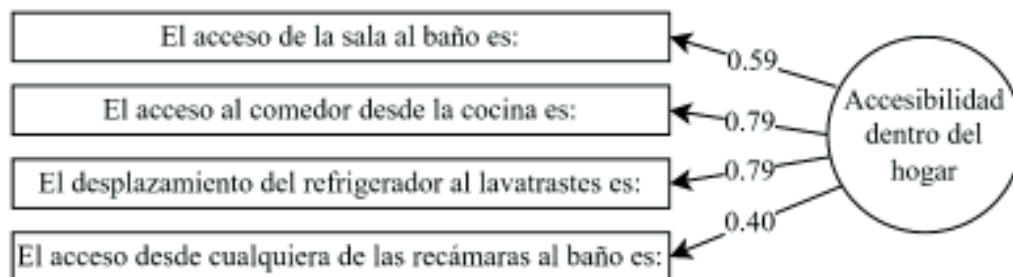 El acceso de la sala al baño es:
0.59
El acceso al comedor desde la cocina es:
0.79
El desplazamiento del refrigerador al lavatrastes es:
0.79
El acceso desde cualquiera de las recámaras al baño es:
0.40
Accesibilidad
dentro del
hogar